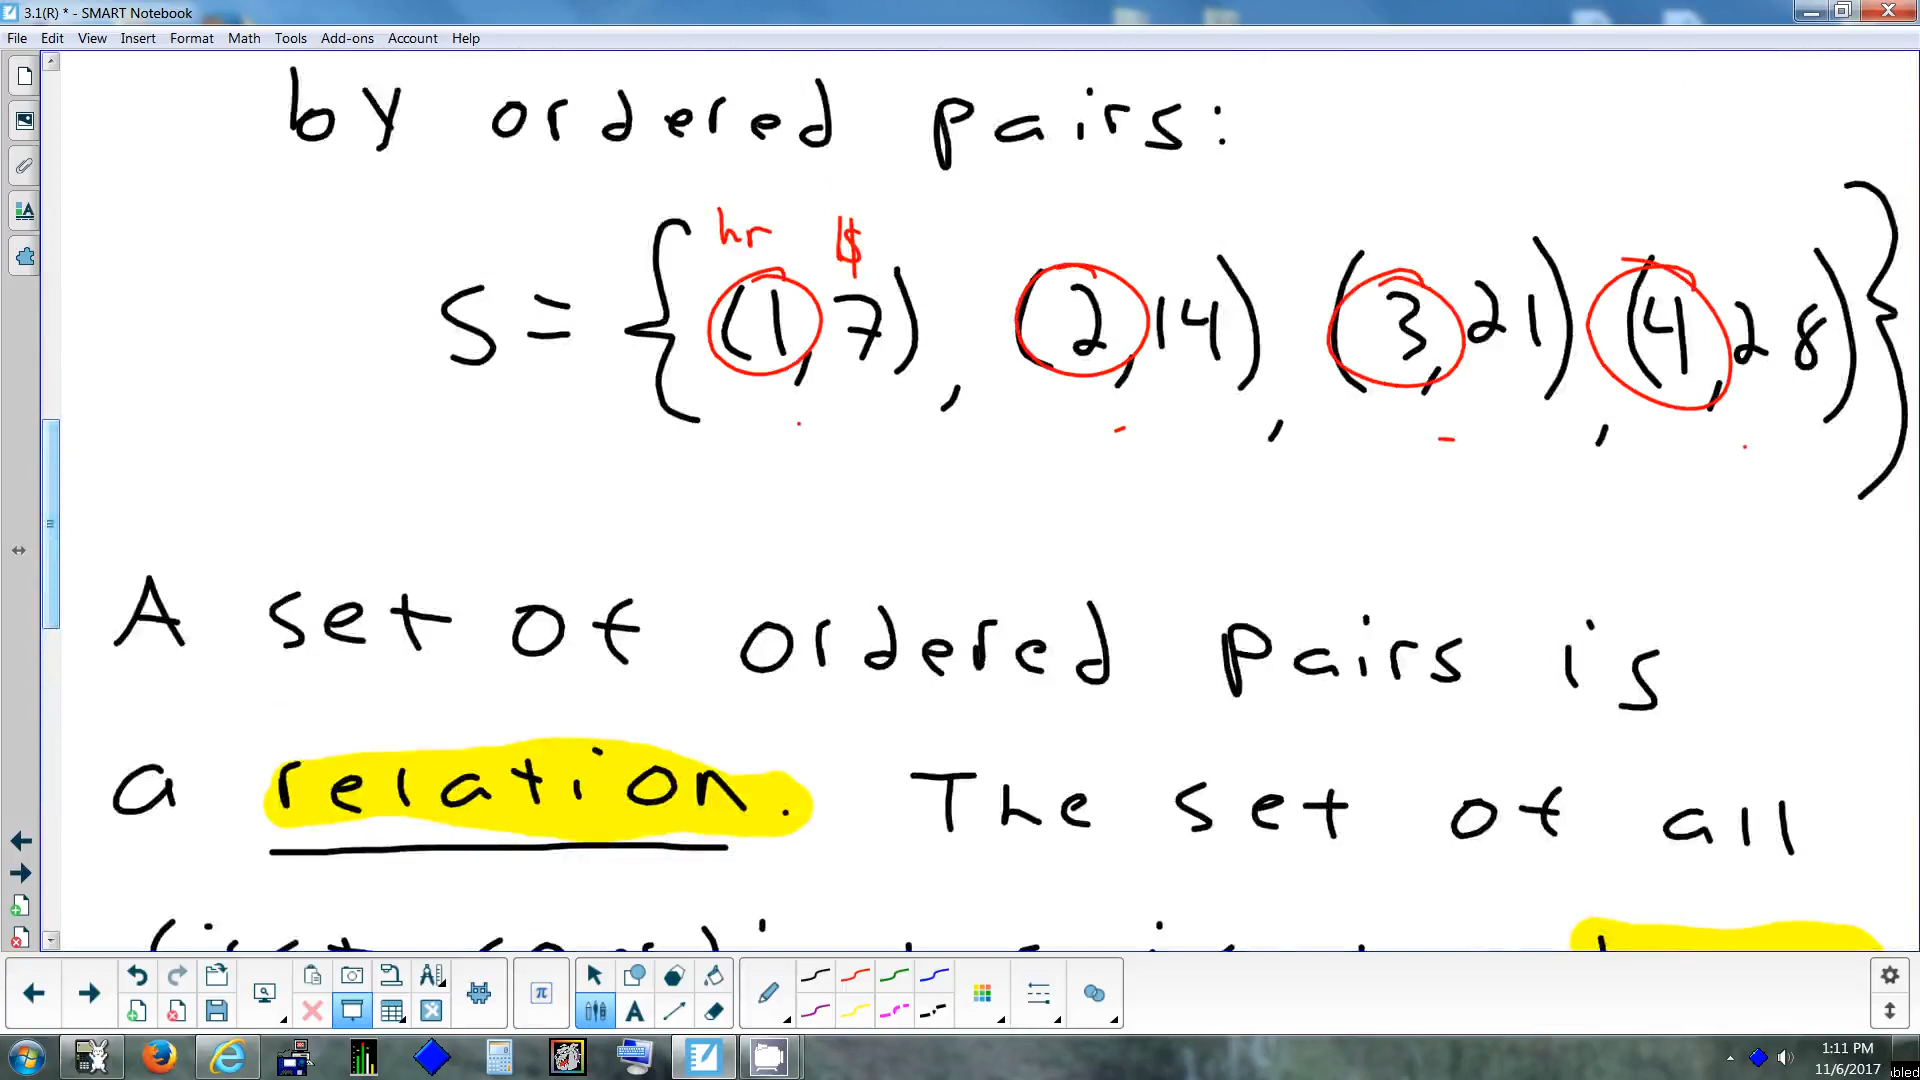 3.1(R) * - SMART Notebook
File Edit View Insert Format Math Tools Add-ons Account Help
by ordered pairs:
hr $
S = { (1, 7), (2, 14), (3, 21), (4, 28) }
A set of ordered pairs is
a relation. The set of all
1:11 PM
11/6/2017